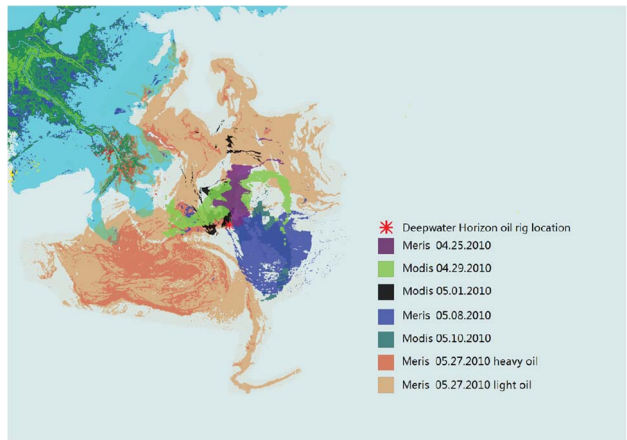 Deepwater Horizon oil rig location
Meris 04.25.2010
Modis 04.29.2010
Modis 05.01.2010
Meris 05.08.2010
Modis 05.10.2010
Meris 05.27.2010 heavy oil
Meris 05.27.2010 light oil